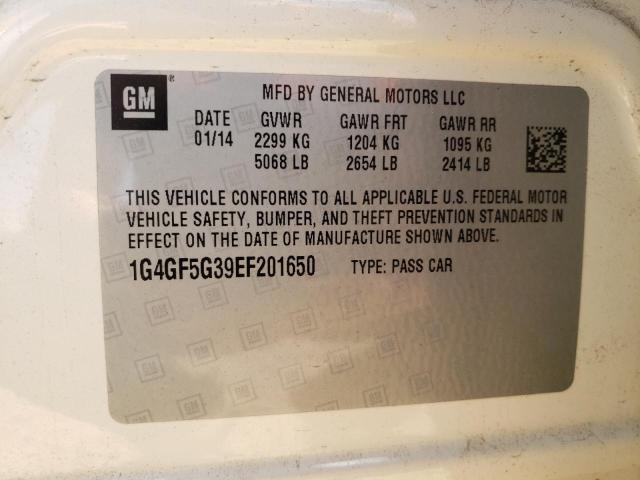 GM ®
MFD BY GENERAL MOTORS LLC
DATE GVWR GAWR FRT GAWR RR
01/14 2299 KG 1204 KG 1095 KG
5068 LB 2654 LB 2414 LB
THIS VEHICLE CONFORMS TO ALL APPLICABLE U.S. FEDERAL MOTOR
VEHICLE SAFETY, BUMPER, AND THEFT PREVENTION STANDARDS IN
EFFECT ON THE DATE OF MANUFACTURE SHOWN ABOVE.
1G4GF5G39EF201650 TYPE: PASS CAR